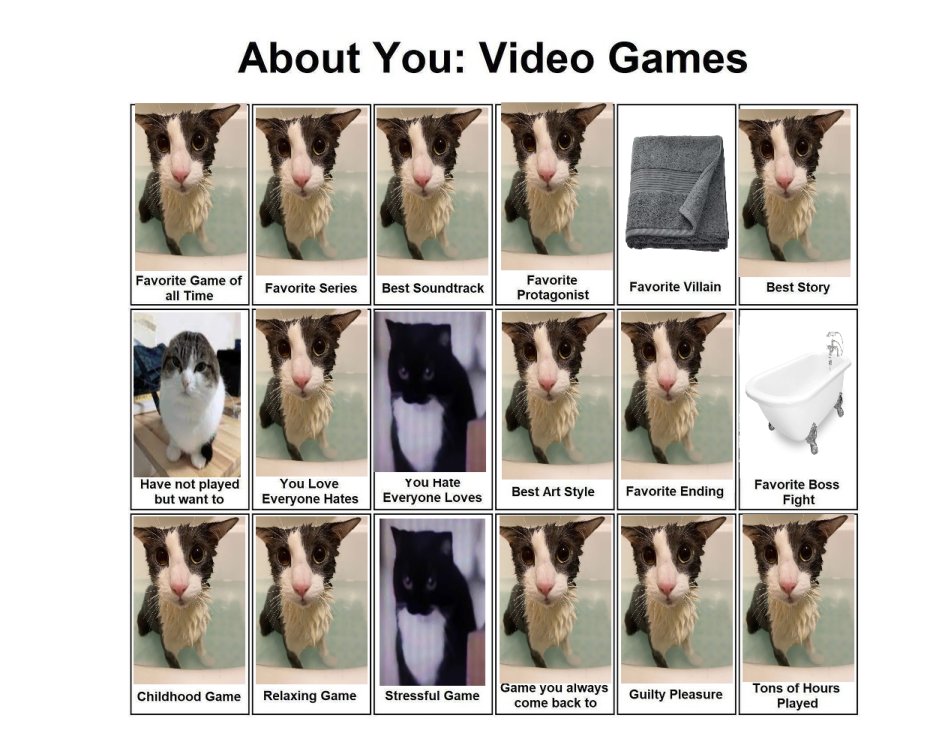 About You: Video Games
Favorite Game of
all Time
Favorite Series
Best Soundtrack
Favorite
Protagonist
Favorite Villain
Best Story
Have not played
but want to
You Love
Everyone Hates
You Hate
Everyone Loves
Best Art Style
Favorite Ending
Favorite Boss
Fight
Childhood Game
Relaxing Game
Stressful Game
Game you always
come back to
Guilty Pleasure
Tons of Hours
Played